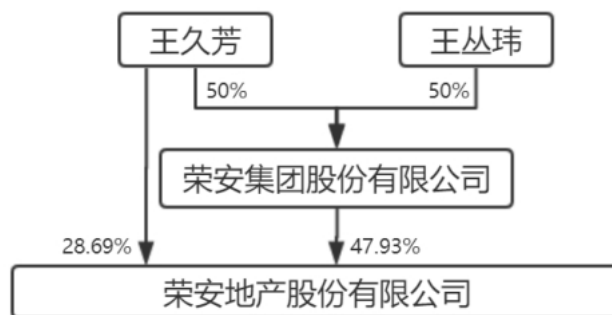 王久芳
王丛玮
50%
50%
荣安集团股份有限公司
28.69%
47.93%
荣安地产股份有限公司